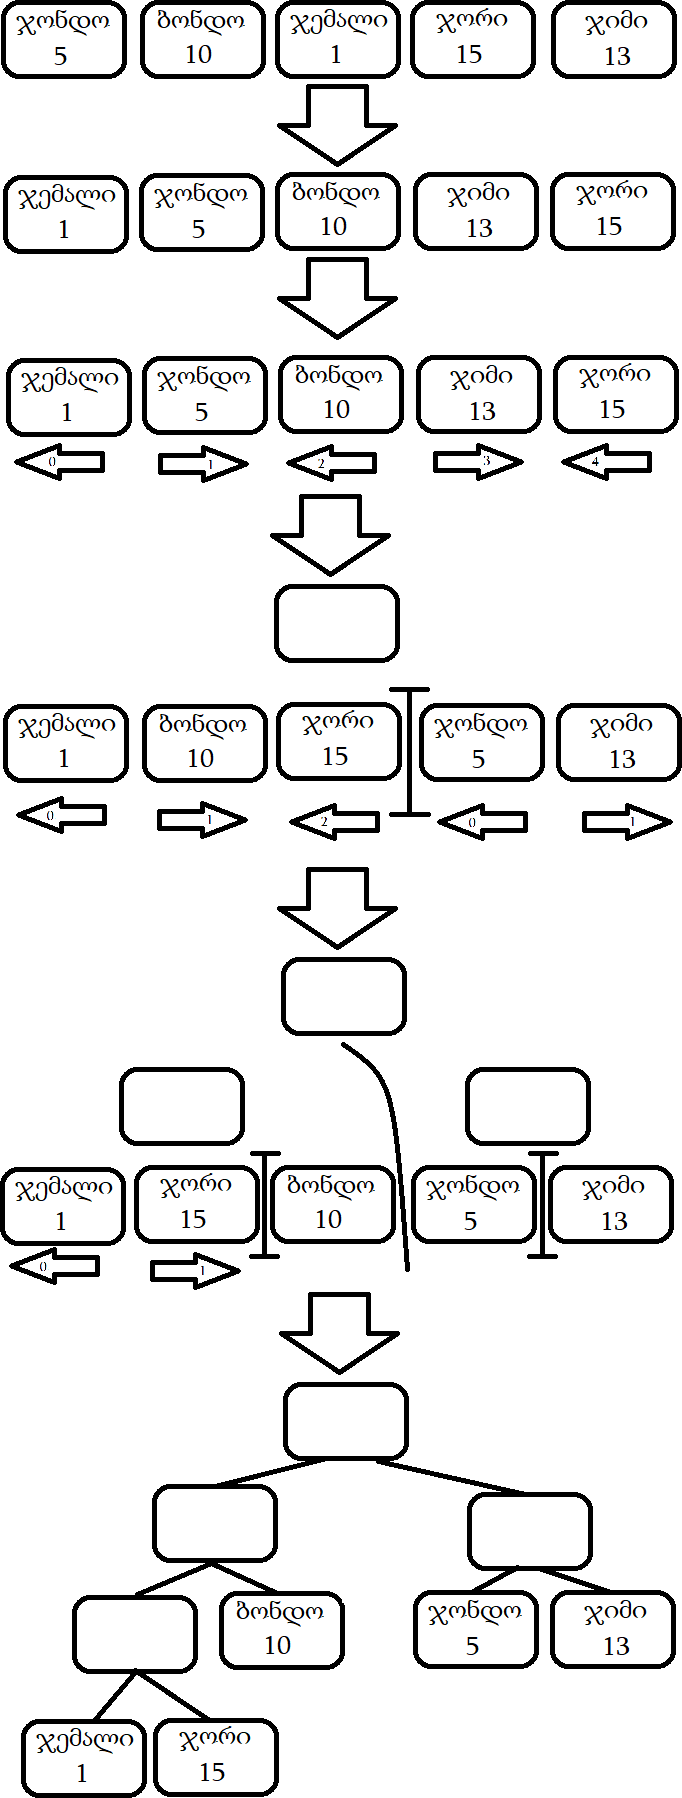 ჯონდო ბონდო ჯემალი ჯორი ჯიმი
5 10 1 15 13
ჯემალი ჯონდო ბონდო ჯიმი ჯორი
1 5 10 13 15
ჯემალი ჯონდო ბონდო ჯიმი ჯორი
1 5 10 13 15
0 1 2 3 4
ჯემალი ბონდო ჯორი ჯონდო ჯიმი
1 10 15 5 13
0 1 2 0 1
ჯემალი ჯორი ბონდო ჯონდო ჯიმი
1 15 10 5 13
0 1
ბონდო ჯონდო ჯიმი
10 5 13
ჯემალი ჯორი
1 15